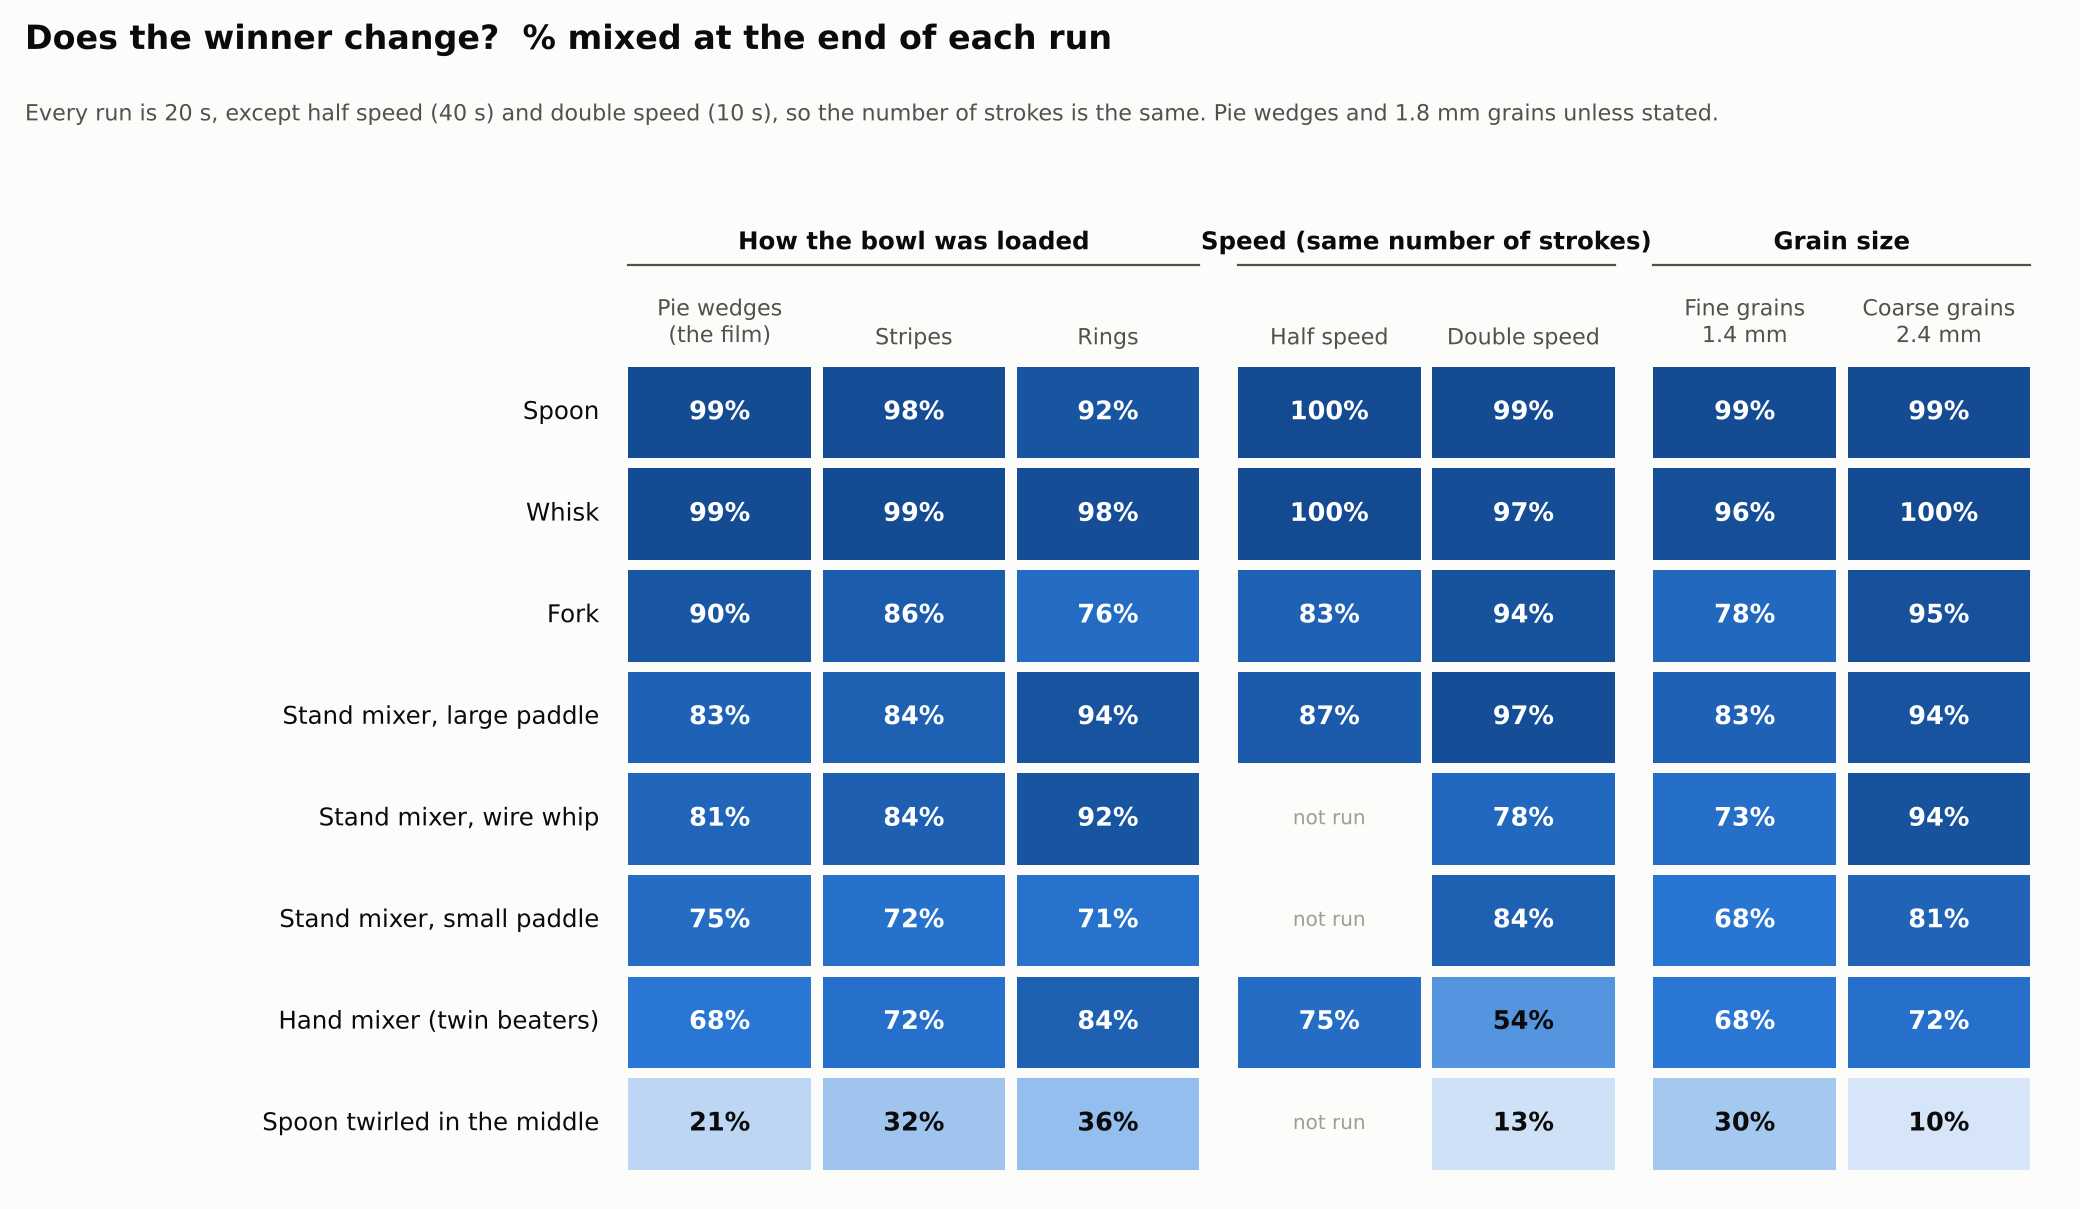 Does the winner change?  % mixed at the end of each run
Every run is 20 s, except half speed (40 s) and double speed (10 s), so the number of strokes is the same. Pie wedges and 1.8 mm grains unless stated.
How the bowl was loaded Speed (same number of strokes) Grain size
Pie wedges
(the film) Stripes Rings Half speed Double speed Fine grains
1.4 mm Coarse grains
2.4 mm
Spoon 99% 98% 92% 100% 99% 99% 99%
Whisk 99% 99% 98% 100% 97% 96% 100%
Fork 90% 86% 76% 83% 94% 78% 95%
Stand mixer, large paddle 83% 84% 94% 87% 97% 83% 94%
Stand mixer, wire whip 81% 84% 92% not run 78% 73% 94%
Stand mixer, small paddle 75% 72% 71% not run 84% 68% 81%
Hand mixer (twin beaters) 68% 72% 84% 75% 54% 68% 72%
Spoon twirled in the middle 21% 32% 36% not run 13% 30% 10%